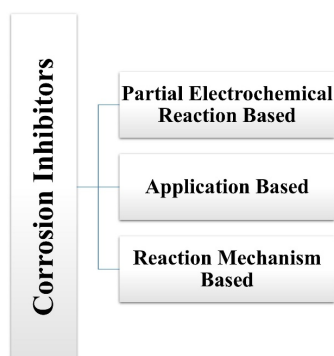 Corrosion Inhibitors
Partial Electrochemical
Reaction Based
Application Based
Reaction Mechanism
Based